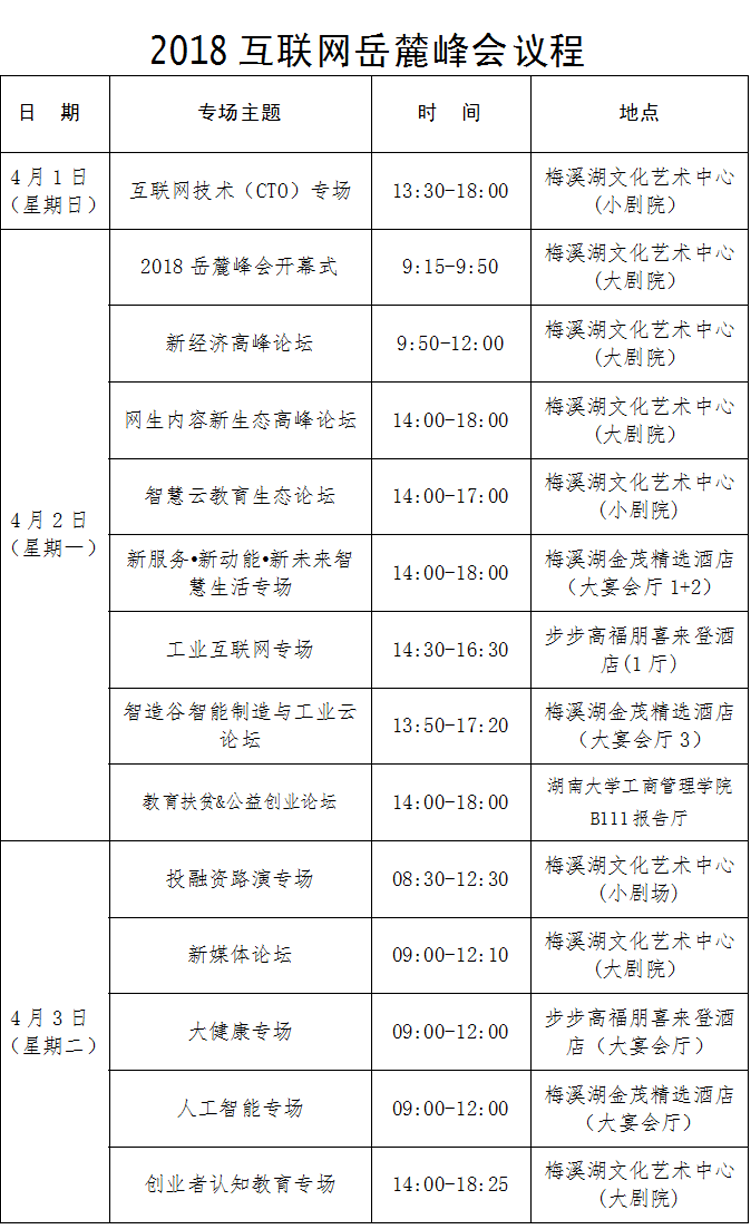 2018互联网岳麓峰会议程
日 期 专场主题 时 间 地点
4月1日
（星期日）
互联网技术（CTO）专场
13:30-18:00
梅溪湖文化艺术中心
(小剧院）
4月2日
（星期一）
2018岳麓峰会开幕式
9:15-9:50
梅溪湖文化艺术中心
(大剧院）
新经济高峰论坛
9:50-12:00
梅溪湖文化艺术中心
(大剧院）
网生内容新生态高峰论坛
14:00-18:00
梅溪湖文化艺术中心
(大剧院）
智慧云教育生态论坛
14:00-17:00
梅溪湖文化艺术中心
(小剧院)
新服务•新动能•新未来智
慧生活专场
14:00-18:00
梅溪湖金茂精选酒店
（大宴会厅1+2）
工业互联网专场
14:30-16:30
步步高福朋喜来登酒
店(1厅)
智造谷智能制造与工业云
论坛
13:50-17:20
梅溪湖金茂精选酒店
（大宴会厅3）
教育扶贫&公益创业论坛
14:00-18:00
湖南大学工商管理学院
B111报告厅
4月3日
（星期二）
投融资路演专场
08:30-12:30
梅溪湖文化艺术中心
(小剧场)
新媒体论坛
09:00-12:10
梅溪湖文化艺术中心
(大剧院）
大健康专场
09:00-12:00
步步高福朋喜来登酒
店（大宴会厅）
人工智能专场
09:00-12:00
梅溪湖金茂精选酒店
（大宴会厅）
创业者认知教育专场
14:00-18:25
梅溪湖文化艺术中心
(大剧院)